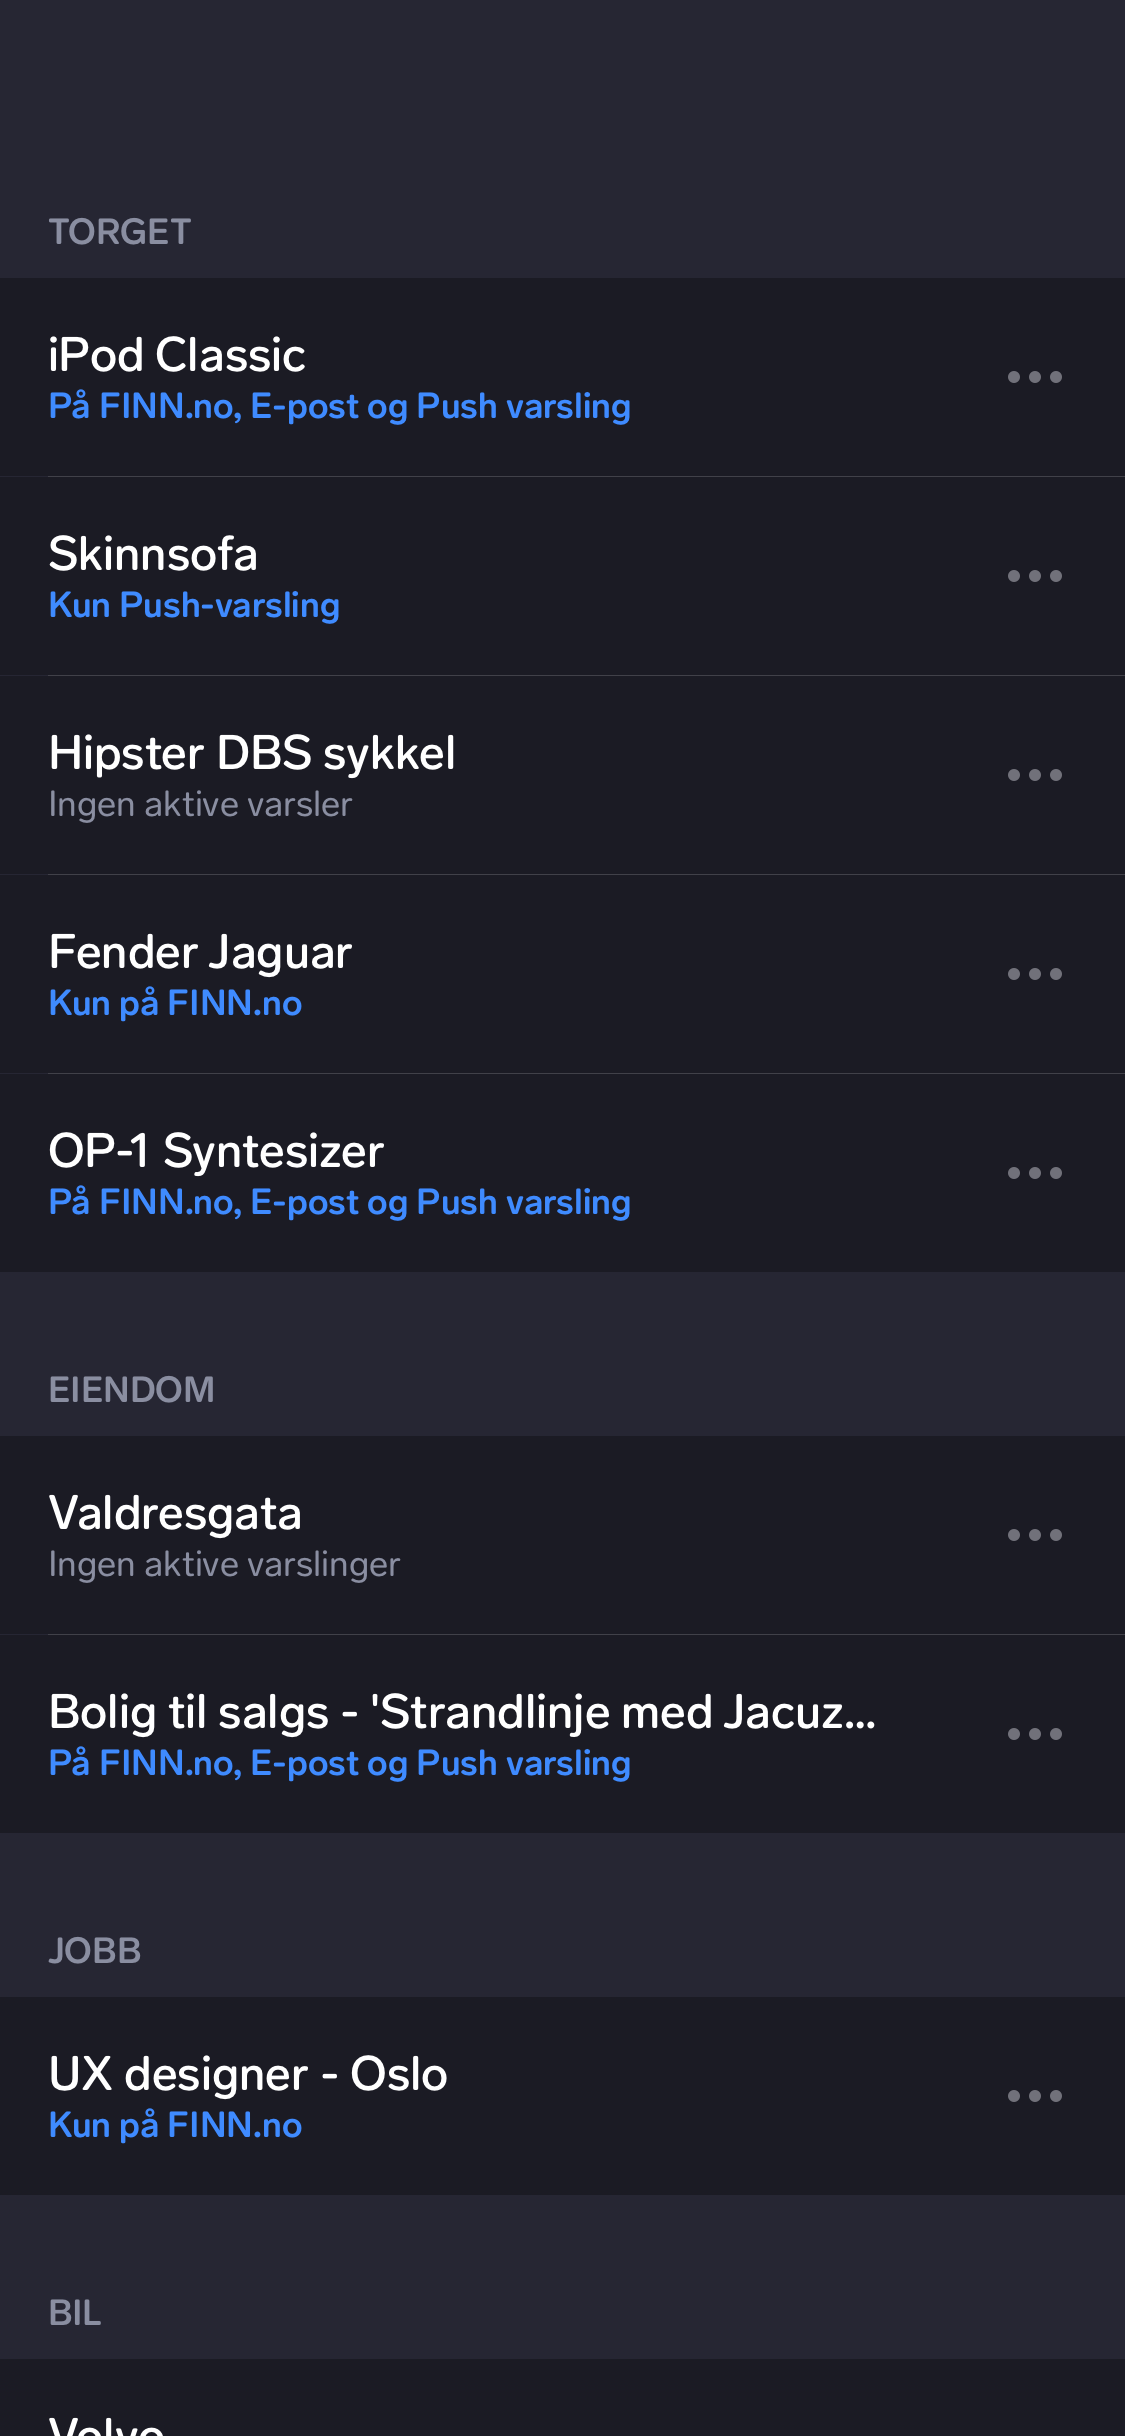 TORGET
iPod Classic
På FINN.no, E-post og Push varsling
Skinnsofa
Kun Push-varsling
Hipster DBS sykkel
Ingen aktive varsler
Fender Jaguar
Kun på FINN.no
OP-1 Syntesizer
På FINN.no, E-post og Push varsling
EIENDOM
Valdresgata
Ingen aktive varslinger
Bolig til salgs - 'Strandlinje med Jacuz...
På FINN.no, E-post og Push varsling
JOBB
UX designer - Oslo
Kun på FINN.no
BIL
Volvo